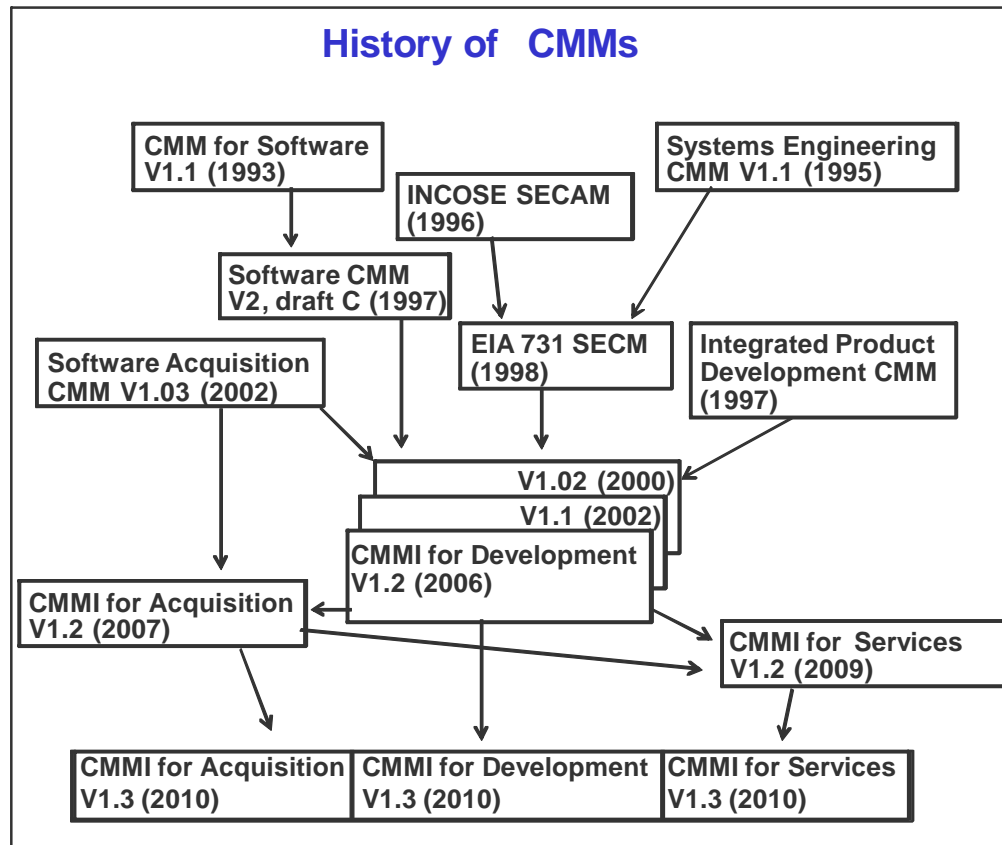 History of CMMs
CMM for Software
V1.1 (1993)
Systems Engineering
CMM V1.1 (1995)
INCOSE SECAM
(1996)
Software CMM
V2, draft C (1997)
EIA 731 SECM
(1998)
Integrated Product
Development CMM
(1997)
Software Acquisition
CMM V1.03 (2002)
V1.02 (2000)
V1.1 (2002)
CMMI for Development
V1.2 (2006)
CMMI for Acquisition
V1.2 (2007)
CMMI for Services
V1.2 (2009)
CMMI for Acquisition
V1.3 (2010)
CMMI for Development
V1.3 (2010)
CMMI for Services
V1.3 (2010)